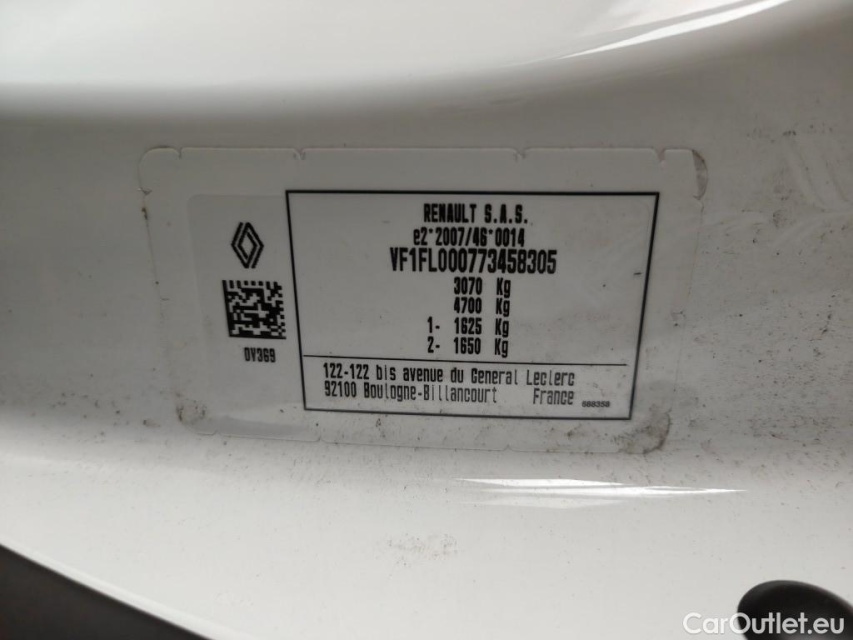 RENAULT S.A.S.
e2*2007/46*0014
VF1FL000773458305
3070 Kg
4700 Kg
1- 1625 Kg
2- 1650 Kg
DV369
122-122 bis avenue du General Leclerc
92100 Boulogne-Billancourt France
CarOutlet.eu